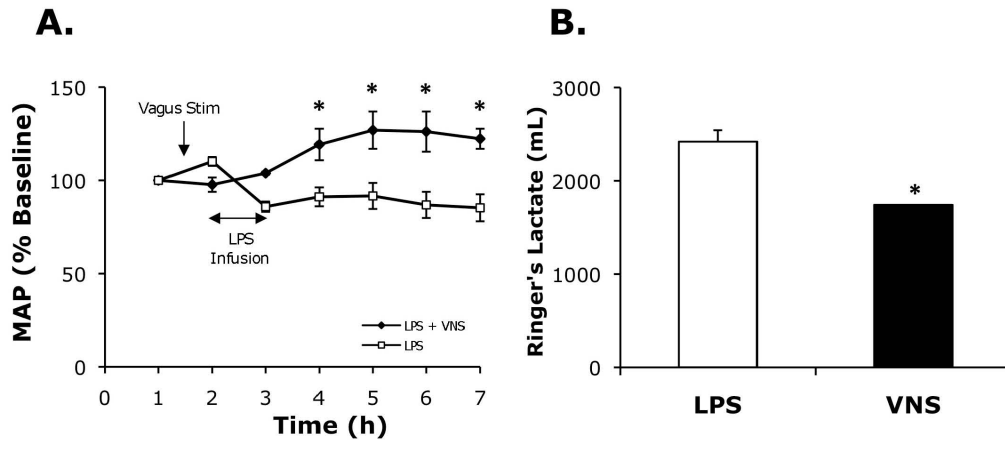 A.
MAP (% Baseline)
150
100
50
0
Vagus Stim
* * * *
LPS
Infusion
LPS + VNS
LPS
0 1 2 3 4 5 6 7
Time (h)
B.
Ringer's Lactate (mL)
3000
2000
1000
0
*
LPS VNS